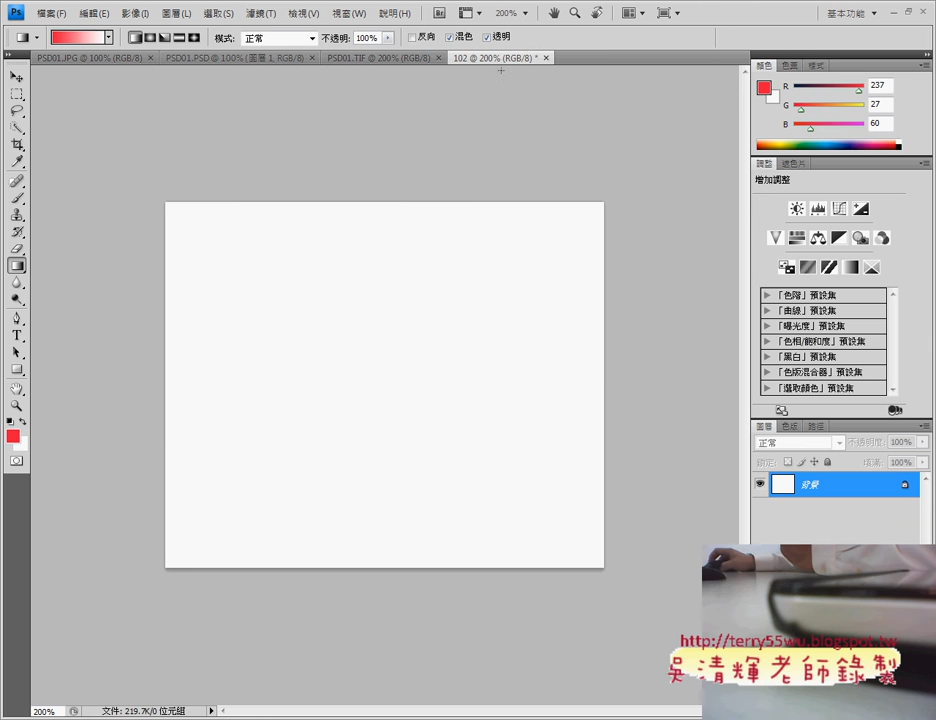 Ps 檔案(F) 編輯(E) 影像(I) 圖層(L) 選取(S) 濾鏡(T) 檢視(V) 視窗(W) 說明(H) Br 200% 基本功能
模式: 正常 不透明: 100% 反向 混色 透明
PSD01.JPG @ 100% (RGB/8) PSD01.PSD @ 100% (圖層 1, RGB/8) PSD01.TIF @ 200% (RGB/8) 102 @ 200% (RGB/8) *
顏色 色票 樣式
R 237
G 27
B 60
調整 遮色片
增加調整
「色階」預設集
「曲線」預設集
「曝光度」預設集
「色相/飽和度」預設集
「黑白」預設集
「色版混合器」預設集
「選取顏色」預設集
圖層 色版 路徑
正常 不透明度: 100%
鎖定: 填滿: 100%
背景
http://terry55wu.blogspot.tw
吳清輝老師錄製
200% 文件: 219.7K/0 位元組